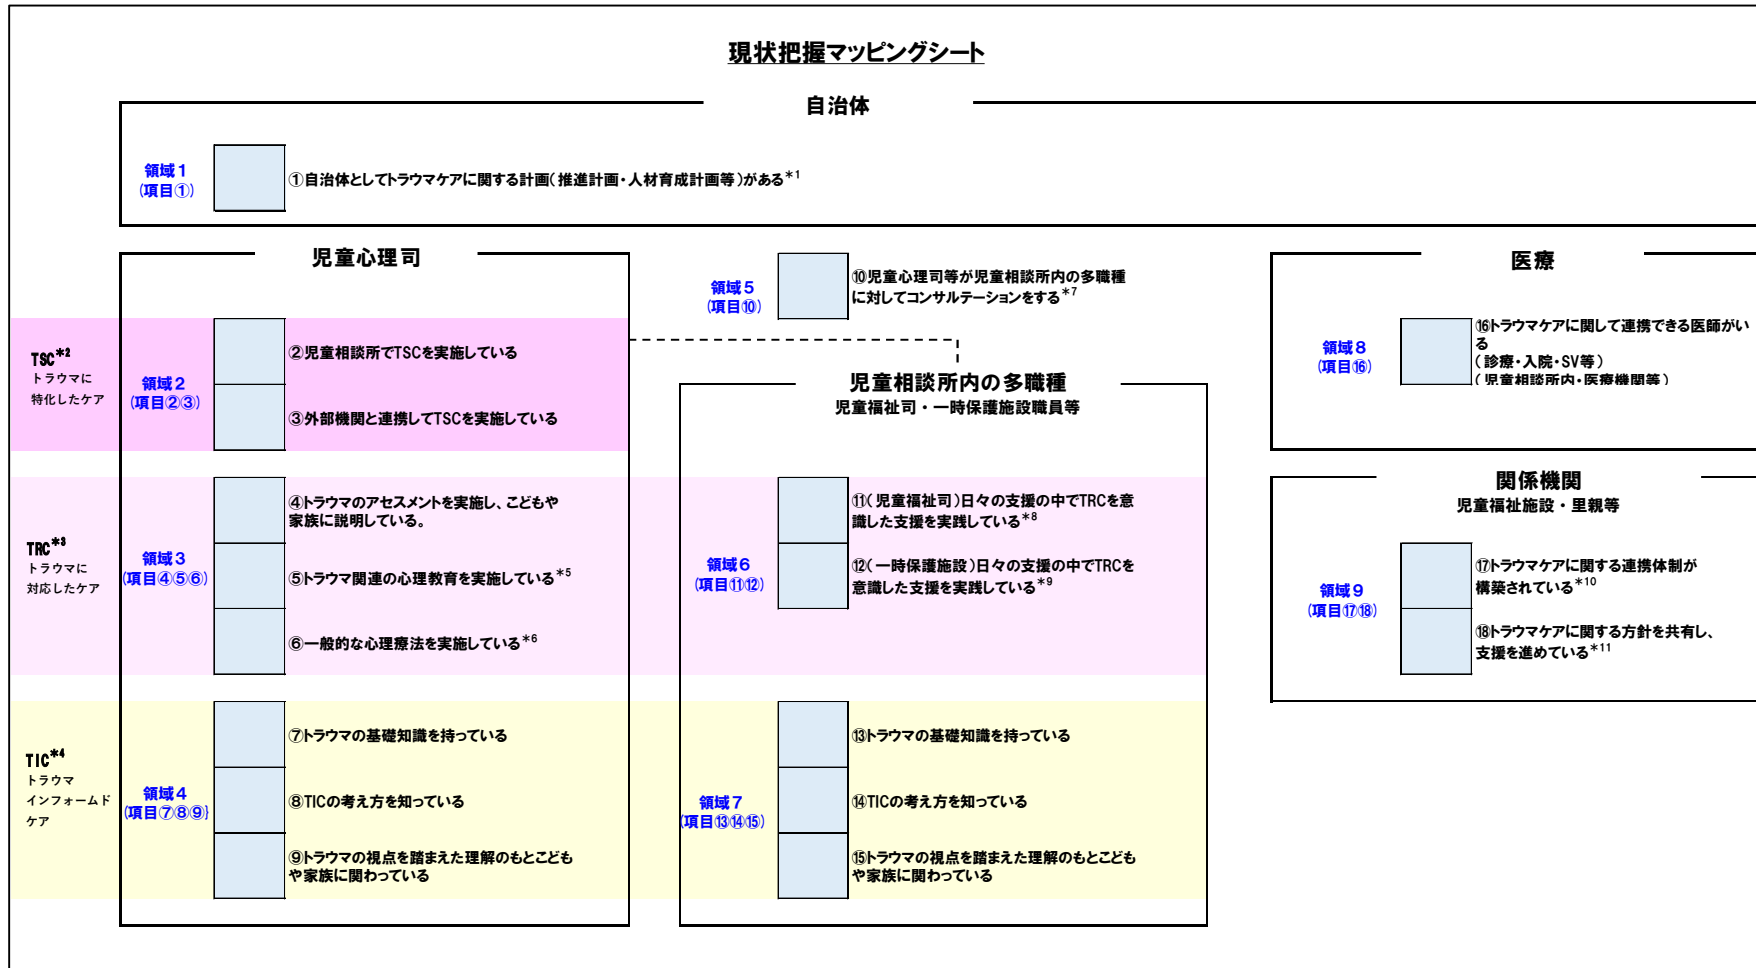 現状把握マッピングシート
自治体
領域1
(項目①)
①自治体としてトラウマケアに関する計画(推進計画・人材育成計画等)がある*1
児童心理司
TSC*2
トラウマに
特化したケア
領域2
(項目②③)
②児童相談所でTSCを実施している
③外部機関と連携してTSCを実施している
TRC*3
トラウマに
対応したケア
領域3
(項目④⑤⑥)
④トラウマのアセスメントを実施し、こどもや
家族に説明している。
⑤トラウマ関連の心理教育を実施している*5
⑥一般的な心理療法を実施している*6
TIC*4
トラウマ
インフォームド
ケア
領域4
(項目⑦⑧⑨}
⑦トラウマの基礎知識を持っている
⑧TICの考え方を知っている
⑨トラウマの視点を踏まえた理解のもとこども
や家族に関わっている
領域5
(項目⑩)
⑩児童心理司等が児童相談所内の多職種
に対してコンサルテーションをする*7
児童相談所内の多職種
児童福祉司・一時保護施設職員等
領域6
(項目⑪⑫)
⑪(児童福祉司)日々の支援の中でTRCを意
識した支援を実践している*8
⑫(一時保護施設)日々の支援の中でTRCを
意識した支援を実践している*9
領域7
(項目⑬⑭⑮)
⑬トラウマの基礎知識を持っている
⑭TICの考え方を知っている
⑮トラウマの視点を踏まえた理解のもとこども
や家族に関わっている
医療
領域8
(項目⑯)
⑯トラウマケアに関して連携できる医師がい
る
(診療・入院・SV等)
(児童相談所内・医療機関等)
関係機関
児童福祉施設・里親等
領域9
(項目⑰⑱)
⑰トラウマケアに関する連携体制が
構築されている*10
⑱トラウマケアに関する方針を共有し、
支援を進めている*11